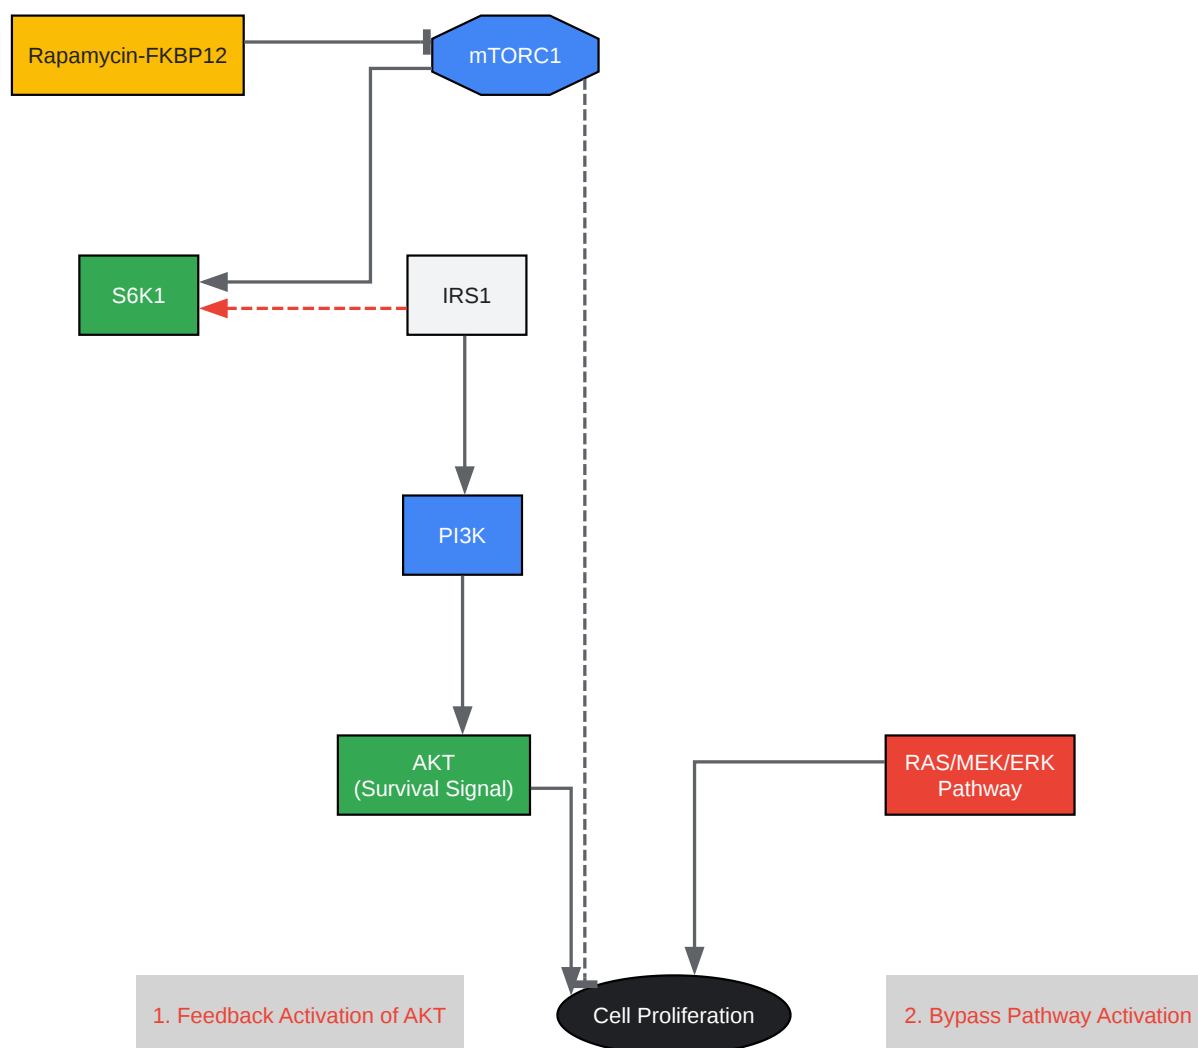 Rapamycin-FKBP12
mTORC1
S6K1
IRS1
PI3K
AKT
(Survival Signal)
RAS/MEK/ERK
Pathway
1. Feedback Activation of AKT
Cell Proliferation
2. Bypass Pathway Activation